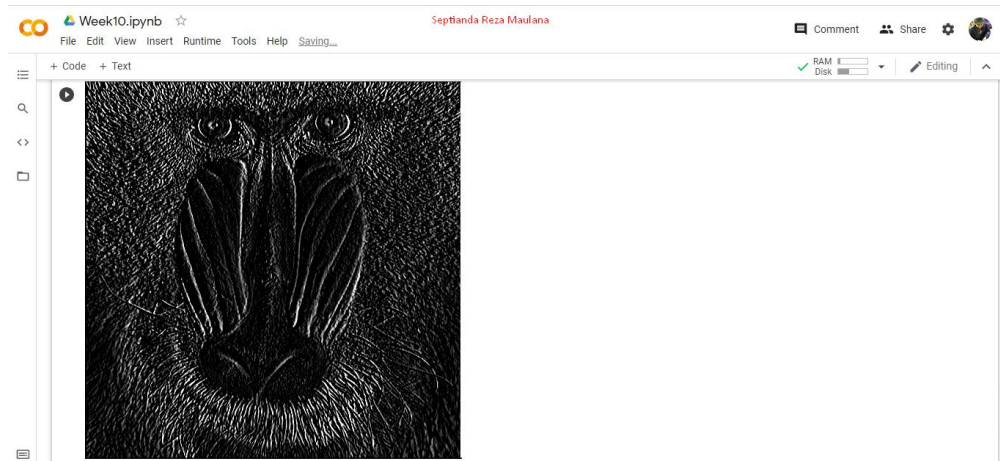 Week10.ipynb
Septianda Reza Maulana
File Edit View Insert Runtime Tools Help Saving...
Comment Share
+ Code + Text
RAM
Disk
Editing